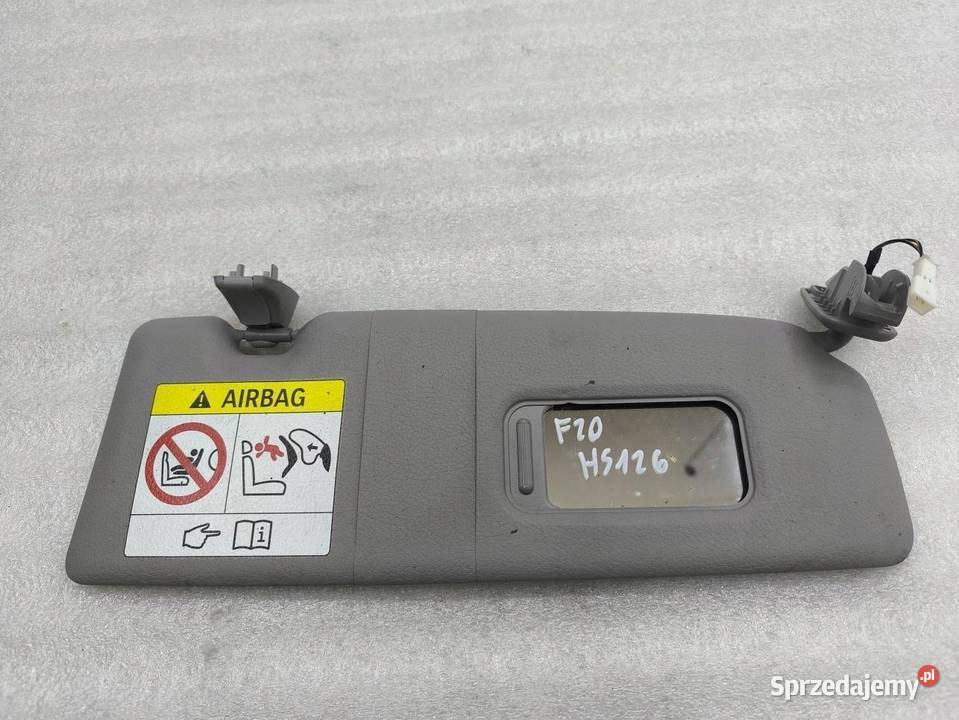 AIRBAG
F20
HS126
i
Sprzedajemy.pl